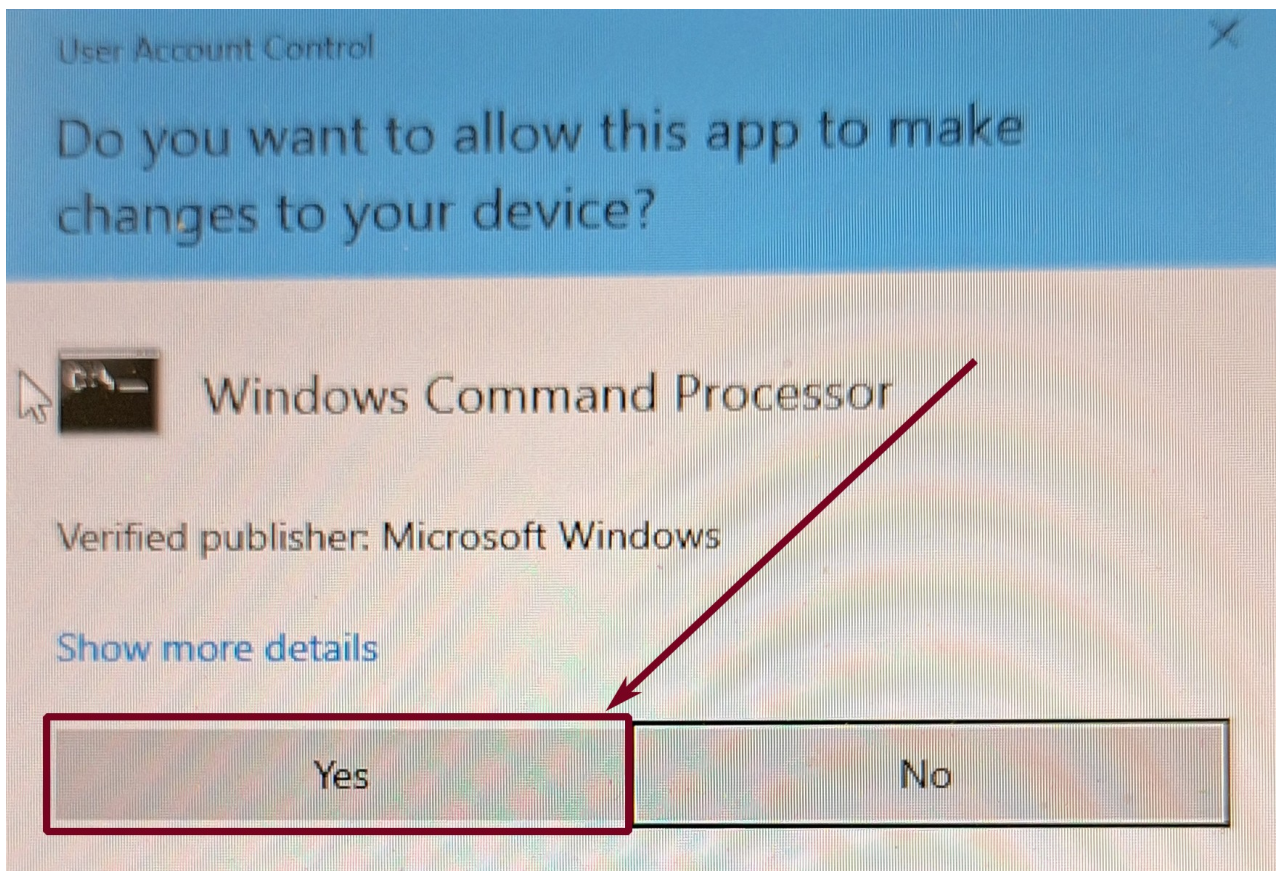 User Account Control
Do you want to allow this app to make
changes to your device?
C:\_
Windows Command Processor
Verified publisher: Microsoft Windows
Show more details
Yes
No